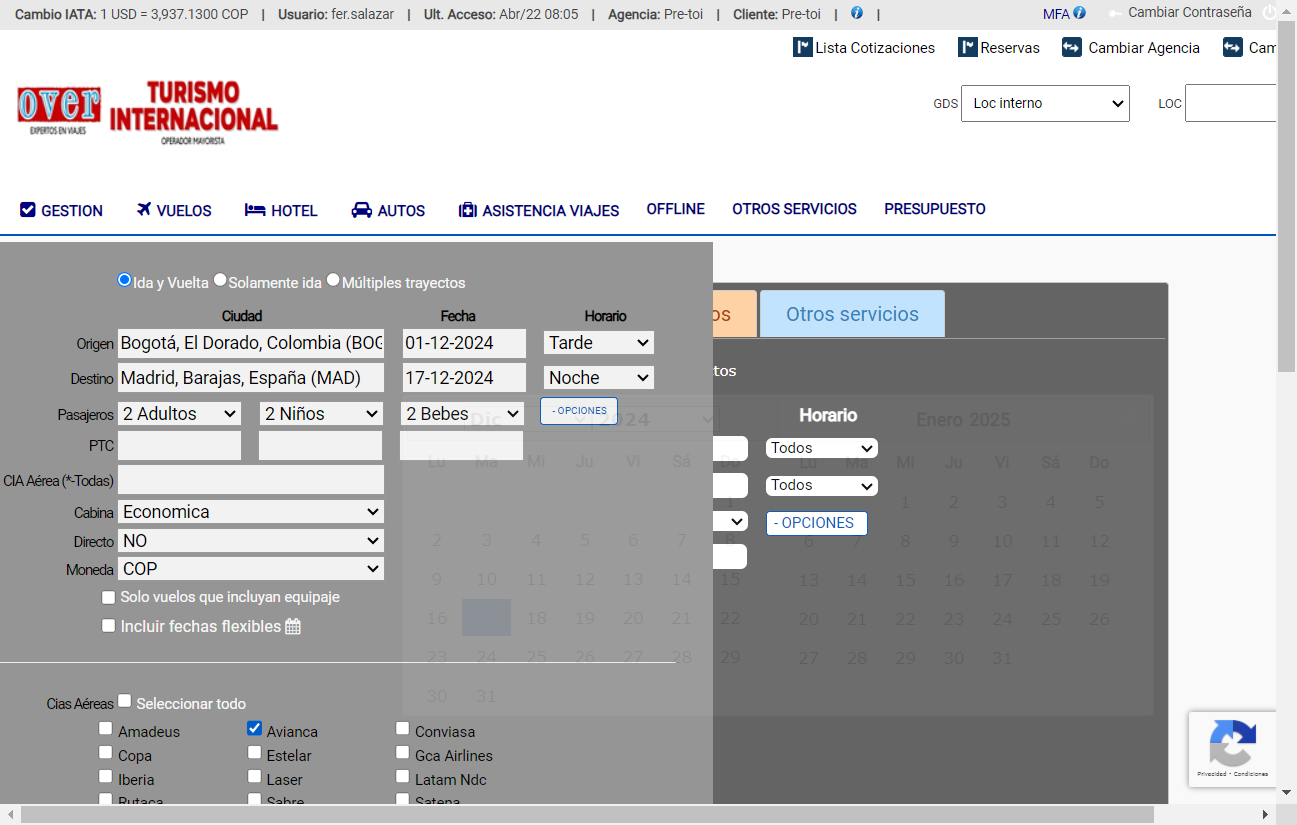 Cambio IATA: 1 USD = 3,937.1300 COP | Usuario: fer.salazar | Ult. Acceso: Abr/22 08:05 | Agencia: Pre-toi | Cliente: Pre-toi | | MFA Cambiar Contraseña
Lista Cotizaciones Reservas Cambiar Agencia Cam
over EXPERTOS EN VIAJES TURISMO INTERNACIONAL OPERADOR MAYORISTA
GDS Loc interno LOC
GESTION VUELOS HOTEL AUTOS ASISTENCIA VIAJES OFFLINE OTROS SERVICIOS PRESUPUESTO
Ida y Vuelta Solamente ida Múltiples trayectos
os Otros servicios
Ciudad Fecha Horario
Origen Bogotá, El Dorado, Colombia (BOG 01-12-2024 Tarde
Destino Madrid, Barajas, España (MAD) 17-12-2024 Noche
tos
Pasajeros 2 Adultos 2 Niños 2 Bebes - OPCIONES
Dic 2024 Horario Enero 2025
PTC
Todos
Lu Ma Mi Ju Vi Sá Do Lu Ma Mi Ju Vi Sá Do
CIA Aérea (*-Todas)
Todos
1 1 2 3 4 5
Cabina Economica
- OPCIONES
Directo NO
2 3 4 5 6 7 8 6 7 8 9 10 11 12
Moneda COP
9 10 11 12 13 14 15 13 14 15 16 17 18 19
Solo vuelos que incluyan equipaje
16 18 19 20 21 22 20 21 22 23 24 25 26
Incluir fechas flexibles
23 24 25 26 27 28 29 27 28 29 30 31
30 31
Cias Aéreas Seleccionar todo
Amadeus Avianca Conviasa
Copa Estelar Gca Airlines
Iberia Laser Latam Ndc
Rutaca Sabre Satena
Privacidad - Condiciones